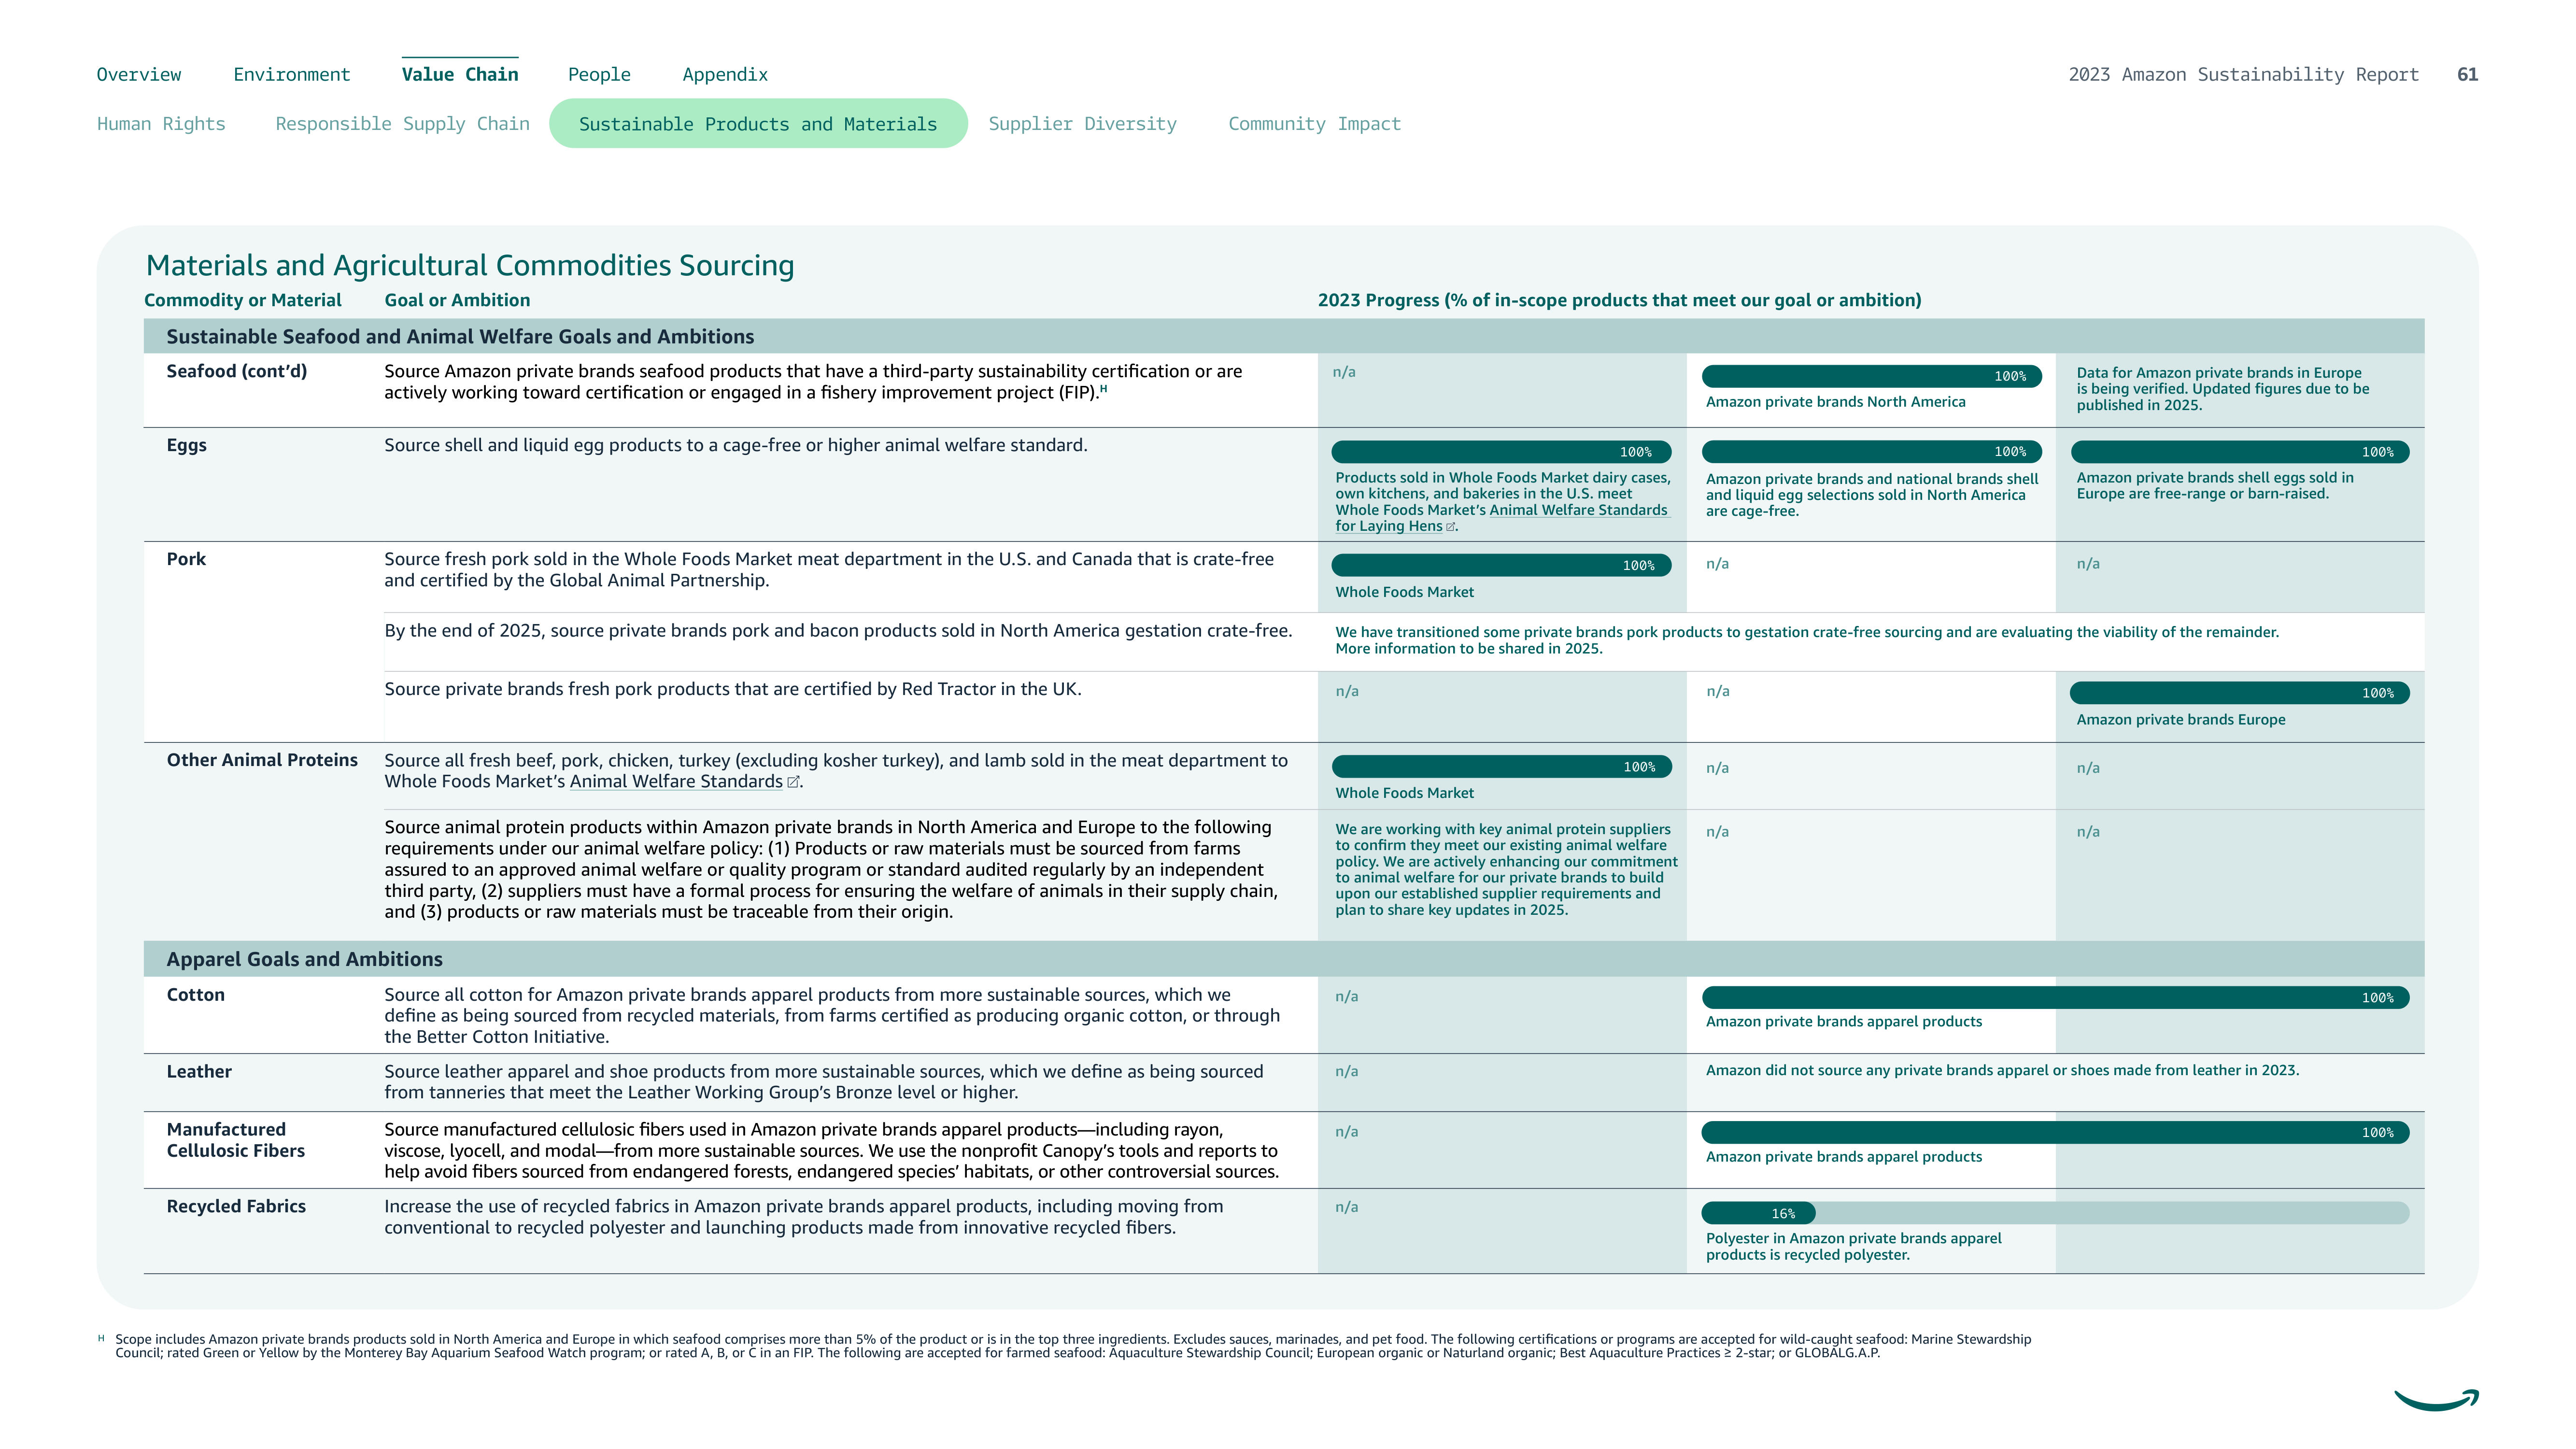 Overview Environment Value Chain People Appendix
2023 Amazon Sustainability Report 61
Human Rights Responsible Supply Chain Sustainable Products and Materials Supplier Diversity Community Impact
Materials and Agricultural Commodities Sourcing
Commodity or Material Goal or Ambition 2023 Progress (% of in-scope products that meet our goal or ambition)
Sustainable Seafood and Animal Welfare Goals and Ambitions
Seafood (cont’d)
Source Amazon private brands seafood products that have a third-party sustainability certification or are
actively working toward certification or engaged in a fishery improvement project (FIP).H
n/a
100%
Amazon private brands North America
Data for Amazon private brands in Europe
is being verified. Updated figures due to be
published in 2025.
Eggs
Source shell and liquid egg products to a cage-free or higher animal welfare standard.
100%
Products sold in Whole Foods Market dairy cases,
own kitchens, and bakeries in the U.S. meet
Whole Foods Market’s Animal Welfare Standards
for Laying Hens.
100%
Amazon private brands and national brands shell
and liquid egg selections sold in North America
are cage-free.
100%
Amazon private brands shell eggs sold in
Europe are free-range or barn-raised.
Pork
Source fresh pork sold in the Whole Foods Market meat department in the U.S. and Canada that is crate-free
and certified by the Global Animal Partnership.
100%
Whole Foods Market
n/a
n/a
By the end of 2025, source private brands pork and bacon products sold in North America gestation crate-free.
We have transitioned some private brands pork products to gestation crate-free sourcing and are evaluating the viability of the remainder.
More information to be shared in 2025.
Source private brands fresh pork products that are certified by Red Tractor in the UK.
n/a
n/a
100%
Amazon private brands Europe
Other Animal Proteins
Source all fresh beef, pork, chicken, turkey (excluding kosher turkey), and lamb sold in the meat department to
Whole Foods Market’s Animal Welfare Standards.
100%
Whole Foods Market
n/a
n/a
Source animal protein products within Amazon private brands in North America and Europe to the following
requirements under our animal welfare policy: (1) Products or raw materials must be sourced from farms
assured to an approved animal welfare or quality program or standard audited regularly by an independent
third party, (2) suppliers must have a formal process for ensuring the welfare of animals in their supply chain,
and (3) products or raw materials must be traceable from their origin.
We are working with key animal protein suppliers
to confirm they meet our existing animal welfare
policy. We are actively enhancing our commitment
to animal welfare for our private brands to build
upon our established supplier requirements and
plan to share key updates in 2025.
n/a
n/a
Apparel Goals and Ambitions
Cotton
Source all cotton for Amazon private brands apparel products from more sustainable sources, which we
define as being sourced from recycled materials, from farms certified as producing organic cotton, or through
the Better Cotton Initiative.
n/a
100%
Amazon private brands apparel products
Leather
Source leather apparel and shoe products from more sustainable sources, which we define as being sourced
from tanneries that meet the Leather Working Group’s Bronze level or higher.
n/a
Amazon did not source any private brands apparel or shoes made from leather in 2023.
Manufactured
Cellulosic Fibers
Source manufactured cellulosic fibers used in Amazon private brands apparel products—including rayon,
viscose, lyocell, and modal—from more sustainable sources. We use the nonprofit Canopy’s tools and reports to
help avoid fibers sourced from endangered forests, endangered species’ habitats, or other controversial sources.
n/a
100%
Amazon private brands apparel products
Recycled Fabrics
Increase the use of recycled fabrics in Amazon private brands apparel products, including moving from
conventional to recycled polyester and launching products made from innovative recycled fibers.
n/a
16%
Polyester in Amazon private brands apparel
products is recycled polyester.
H Scope includes Amazon private brands products sold in North America and Europe in which seafood comprises more than 5% of the product or is in the top three ingredients. Excludes sauces, marinades, and pet food. The following certifications or programs are accepted for wild-caught seafood: Marine Stewardship
Council; rated Green or Yellow by the Monterey Bay Aquarium Seafood Watch program; or rated A, B, or C in an FIP. The following are accepted for farmed seafood: Aquaculture Stewardship Council; European organic or Naturland organic; Best Aquaculture Practices ≥ 2-star; or GLOBALG.A.P.